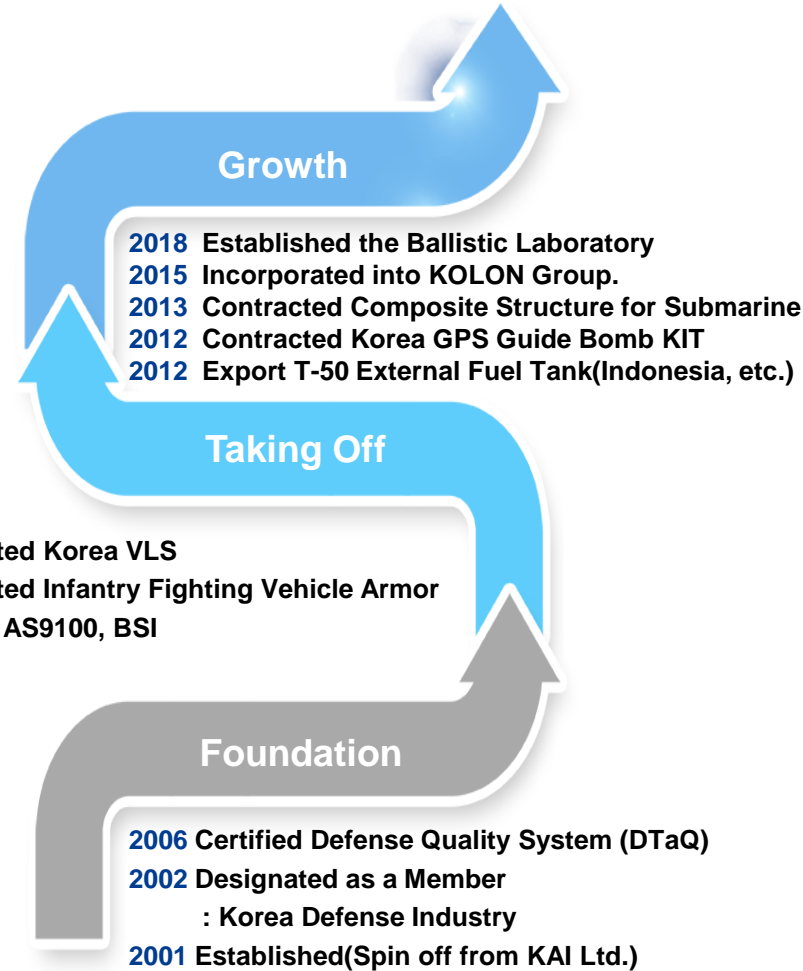 Growth
2018 Established the Ballistic Laboratory
2015 Incorporated into KOLON Group.
2013 Contracted Composite Structure for Submarine
2012 Contracted Korea GPS Guide Bomb KIT
2012 Export T-50 External Fuel Tank(Indonesia, etc.)
Taking Off
ted Korea VLS
ted Infantry Fighting Vehicle Armor
AS9100, BSI
Foundation
2006 Certified Defense Quality System (DTaQ)
2002 Designated as a Member
: Korea Defense Industry
2001 Established(Spin off from KAI Ltd.)